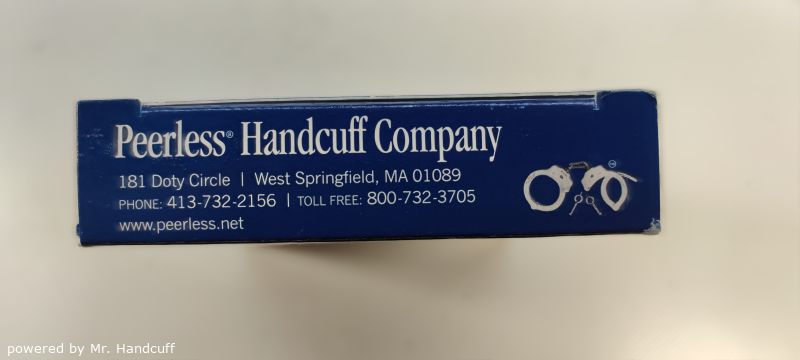 Peerless® Handcuff Company
181 Doty Circle | West Springfield, MA 01089
PHONE: 413-732-2156 | TOLL FREE: 800-732-3705
www.peerless.net
powered by Mr. Handcuff